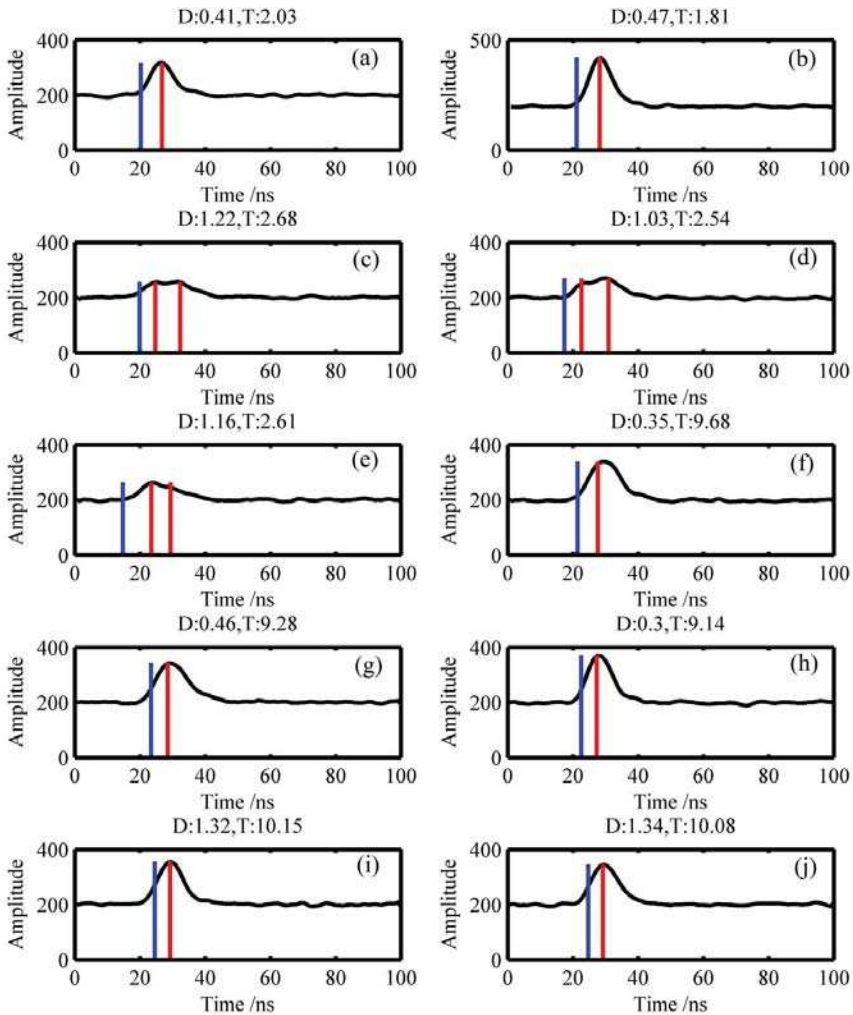 D:0.41,T:2.03
400
200
0
Amplitude
(a)
0 20 40 60 80 100
Time /ns
D:0.47,T:1.81
500
0
Amplitude
(b)
0 20 40 60 80 100
Time /ns
D:1.22,T:2.68
400
200
0
Amplitude
(c)
0 20 40 60 80 100
Time /ns
D:1.03,T:2.54
400
200
0
Amplitude
(d)
0 20 40 60 80 100
Time /ns
D:1.16,T:2.61
400
200
0
Amplitude
(e)
0 20 40 60 80 100
Time /ns
D:0.35,T:9.68
400
200
0
Amplitude
(f)
0 20 40 60 80 100
Time /ns
D:0.46,T:9.28
400
200
0
Amplitude
(g)
0 20 40 60 80 100
Time /ns
D:0.3,T:9.14
400
200
0
Amplitude
(h)
0 20 40 60 80 100
Time /ns
D:1.32,T:10.15
400
200
0
Amplitude
(i)
0 20 40 60 80 100
Time /ns
D:1.34,T:10.08
400
200
0
Amplitude
(j)
0 20 40 60 80 100
Time /ns